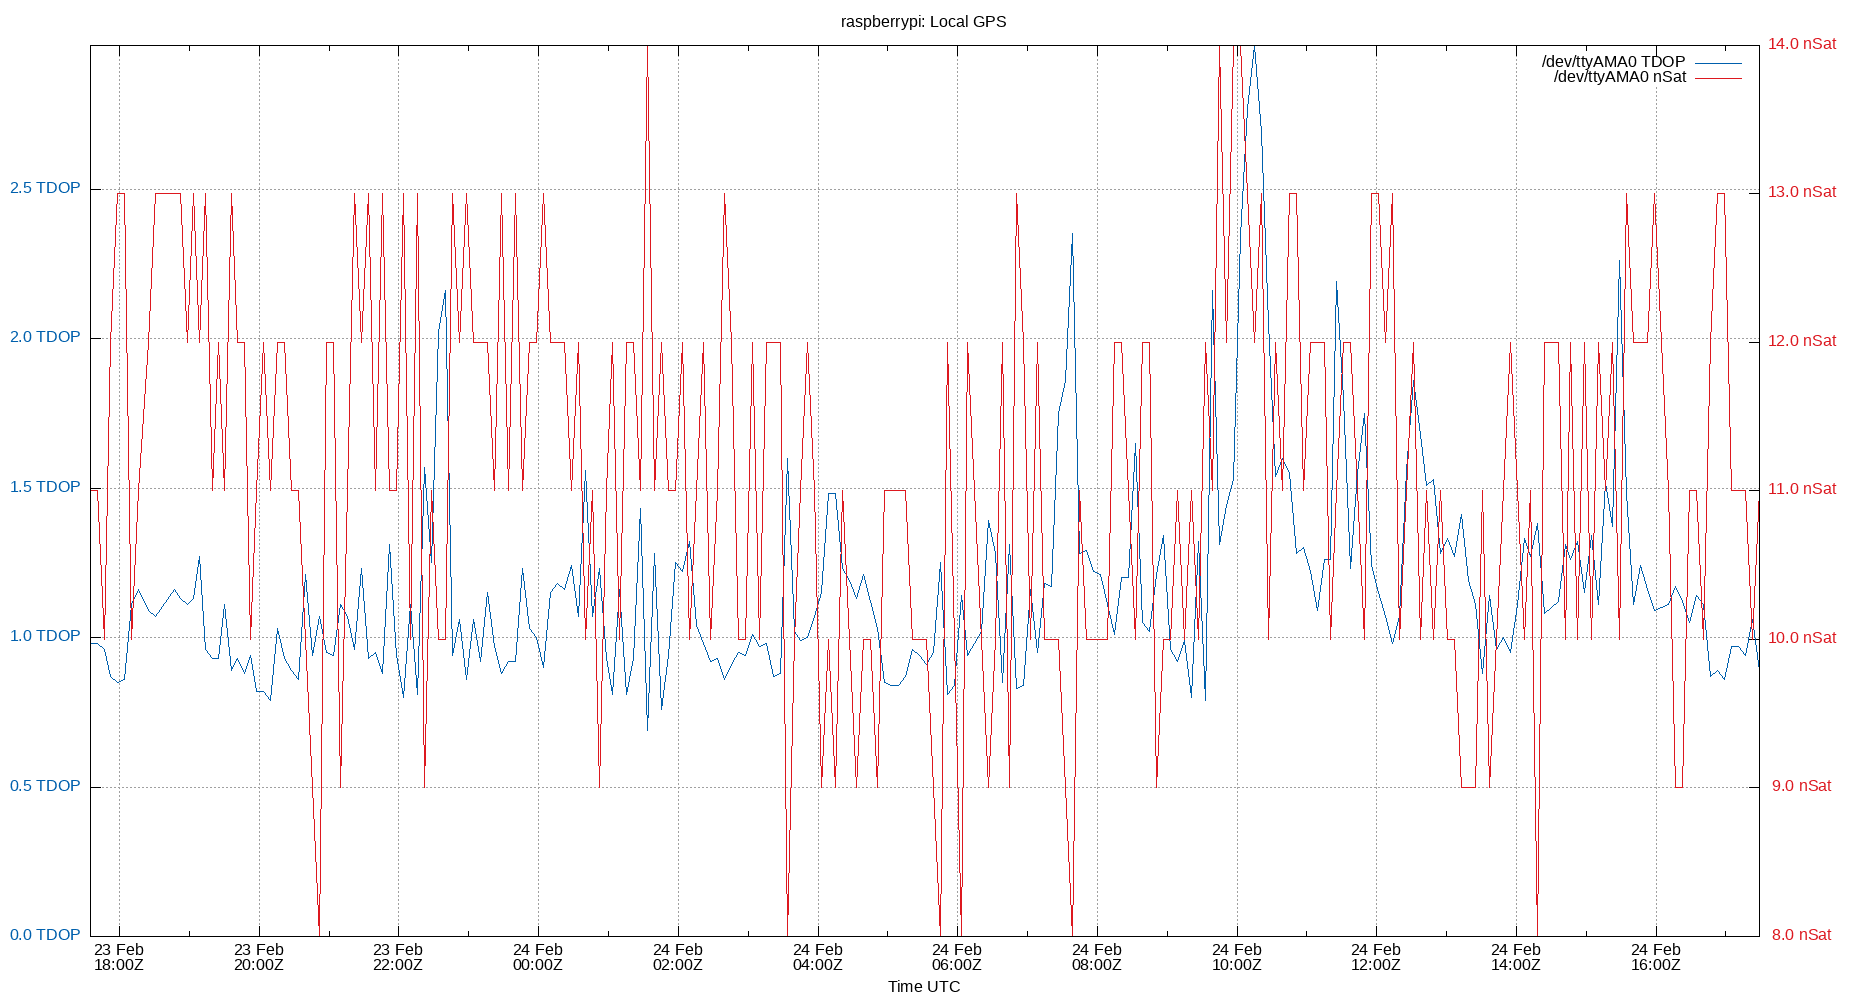 raspberrypi: Local GPS
14.0 nSat
/dev/ttyAMA0 TDOP
/dev/ttyAMA0 nSat
2.5 TDOP
13.0 nSat
2.0 TDOP
12.0 nSat
1.5 TDOP
11.0 nSat
1.0 TDOP
10.0 nSat
0.5 TDOP
9.0 nSat
0.0 TDOP
8.0 nSat
23 Feb 23 Feb 23 Feb 24 Feb 24 Feb 24 Feb 24 Feb 24 Feb 24 Feb 24 Feb 24 Feb 24 Feb
18:00Z 20:00Z 22:00Z 00:00Z 02:00Z 04:00Z 06:00Z 08:00Z 10:00Z 12:00Z 14:00Z 16:00Z
Time UTC